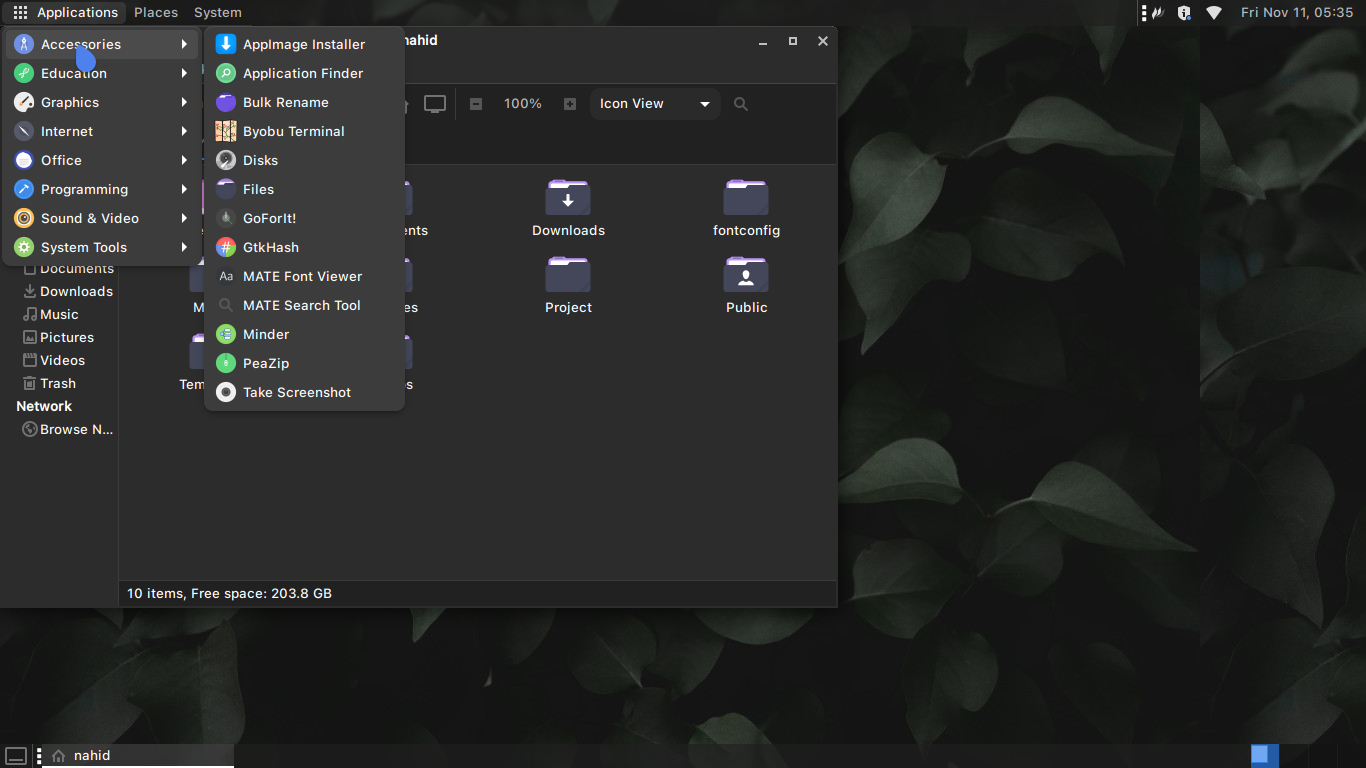 Applications Places System
Fri Nov 11, 05:35
Accessories
Education
Graphics
Internet
Office
Programming
Sound & Video
System Tools
AppImage Installer
Application Finder
Bulk Rename
Byobu Terminal
Disks
Files
GoForIt!
GtkHash
Aa MATE Font Viewer
MATE Search Tool
Minder
PeaZip
Take Screenshot
nahid
100% Icon View
Downloads fontconfig
Project Public
Documents
Downloads
Music
Pictures
Videos
Trash
Network
Browse N...
10 items, Free space: 203.8 GB
nahid